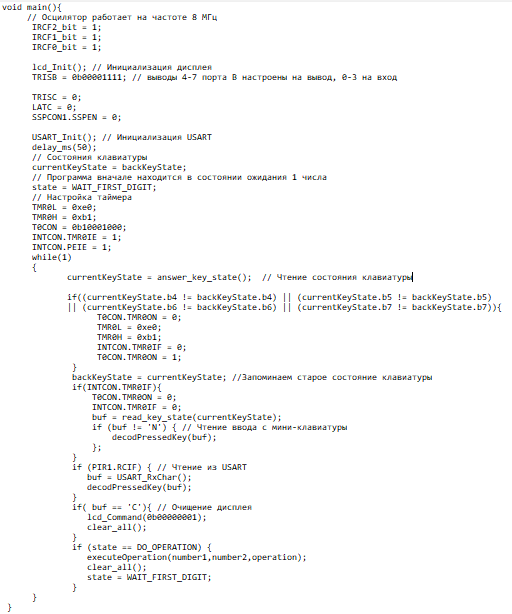 void main(){
// Осцилятор работает на частоте 8 МГц
IRCF2_bit = 1;
IRCF1_bit = 1;
IRCF0_bit = 1;
lcd_Init(); // Инициализация дисплея
TRISB = 0b00001111; // выводы 4-7 порта B настроены на вывод, 0-3 на вход
TRISC = 0;
LATC = 0;
SSPCON1.SSPEN = 0;
USART_Init(); // Инициализация USART
delay_ms(50);
// Состояния клавиатуры
currentKeyState = backKeyState;
// Программа вначале находится в состоянии ожидания 1 числа
state = WAIT_FIRST_DIGIT;
// Настройка таймера
TMR0L = 0xe0;
TMR0H = 0xb1;
T0CON = 0b10001000;
INTCON.TMR0IE = 1;
INTCON.PEIE = 1;
while(1)
{
currentKeyState = answer_key_state();  // Чтение состояния клавиатуры
if((currentKeyState.b4 != backKeyState.b4) || (currentKeyState.b5 != backKeyState.b5)
|| (currentKeyState.b6 != backKeyState.b6) || (currentKeyState.b7 != backKeyState.b7)){
T0CON.TMR0ON = 0;
TMR0L = 0xe0;
TMR0H = 0xb1;
INTCON.TMR0IF = 0;
T0CON.TMR0ON = 1;
}
backKeyState = currentKeyState; //Запоминаем старое состояние клавиатуры
if(INTCON.TMR0IF){
T0CON.TMR0ON = 0;
INTCON.TMR0IF = 0;
buf = read_key_state(currentKeyState);
if (buf != 'N') { // Чтение ввода с мини-клавиатуры
decodPressedKey(buf);
};
}
if (PIR1.RCIF) { // Чтение из USART
buf = USART_RxChar();
decodPressedKey(buf);
}
if( buf == 'C'){ // Очищение дисплея
lcd_Command(0b00000001);
clear_all();
}
if (state == DO_OPERATION) {
executeOperation(number1,number2,operation);
clear_all();
state = WAIT_FIRST_DIGIT;
}
}
}